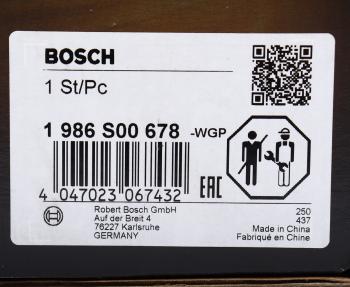 BOSCH
1 St/Pc
1 986 S00 678 -WGP
4 047023 067432
EAC
Robert Bosch GmbH
Auf der Breit 4
76227 Karlsruhe
GERMANY
250
437
Made in China
Fabriqué en Chine